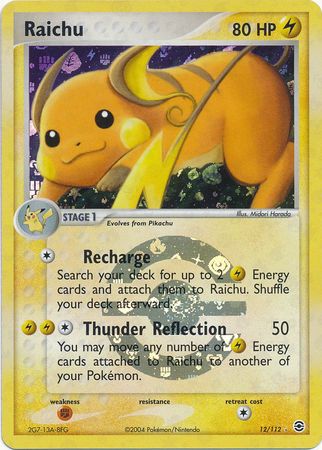 Raichu 80 HP
Illus. Midori Harada
STAGE 1
Evolves from Pikachu
Recharge
Search your deck for up to 2 Energy
cards and attach them to Raichu. Shuffle
your deck afterward.
Thunder Reflection 50
You may move any number of Energy
cards attached to Raichu to another of
your Pokémon.
weakness resistance retreat cost
2G7-13A-8FG ©2004 Pokémon/Nintendo 12/112